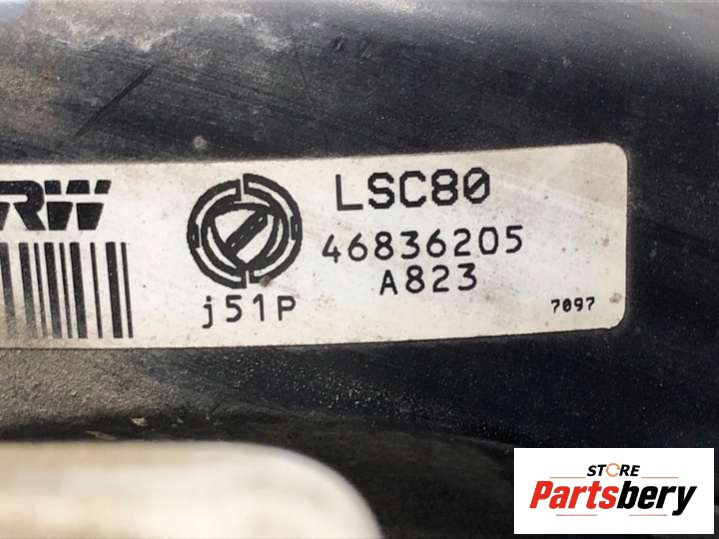 RW
LSC80
46836205
A823
j51P
7097
STORE
Partsbery